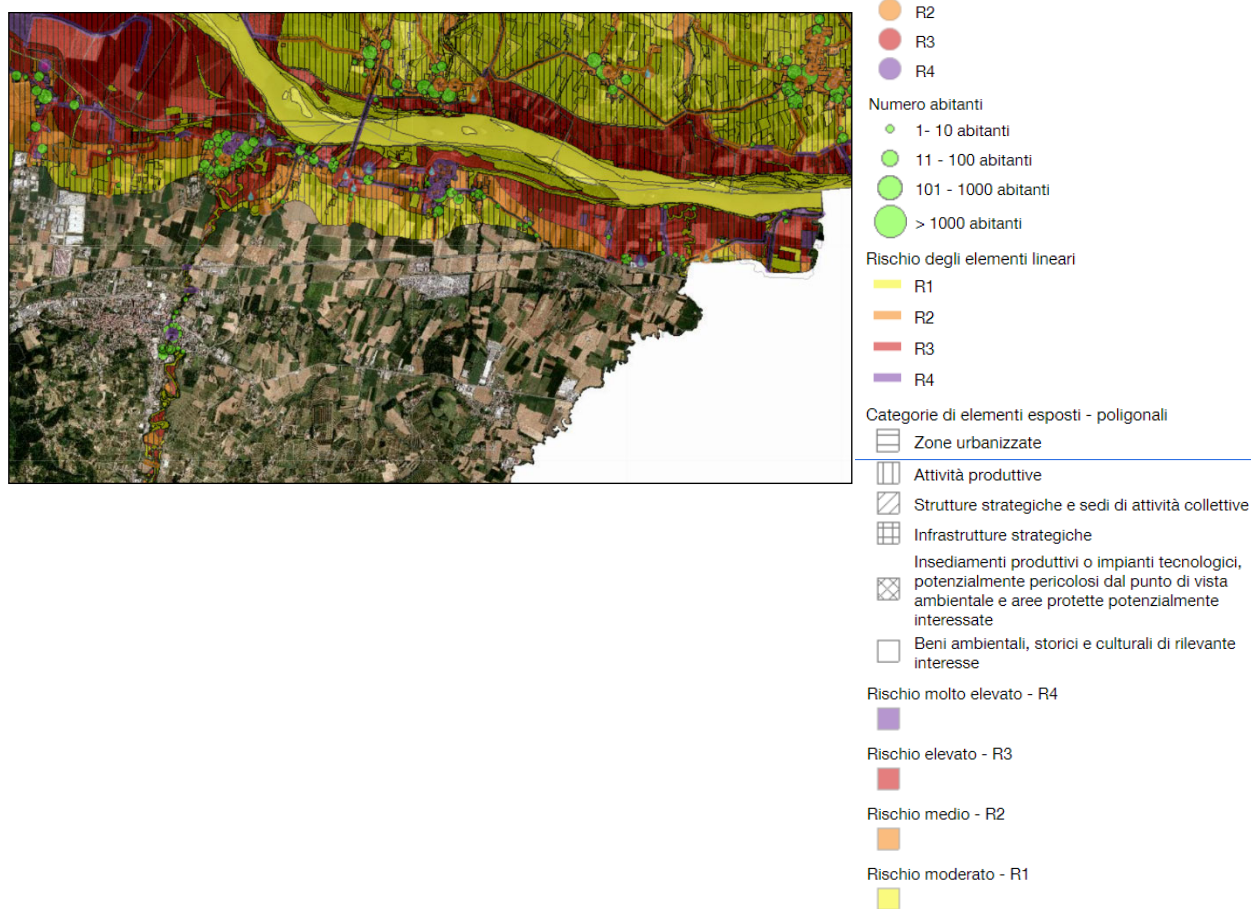 R2
R3
R4
Numero abitanti
1- 10 abitanti
11 - 100 abitanti
101 - 1000 abitanti
> 1000 abitanti
Rischio degli elementi lineari
R1
R2
R3
R4
Categorie di elementi esposti - poligonali
Zone urbanizzate
Attività produttive
Strutture strategiche e sedi di attività collettive
Infrastrutture strategiche
Insediamenti produttivi o impianti tecnologici,
potenzialmente pericolosi dal punto di vista
ambientale e aree protette potenzialmente
interessate
Beni ambientali, storici e culturali di rilevante
interesse
Rischio molto elevato - R4
Rischio elevato - R3
Rischio medio - R2
Rischio moderato - R1